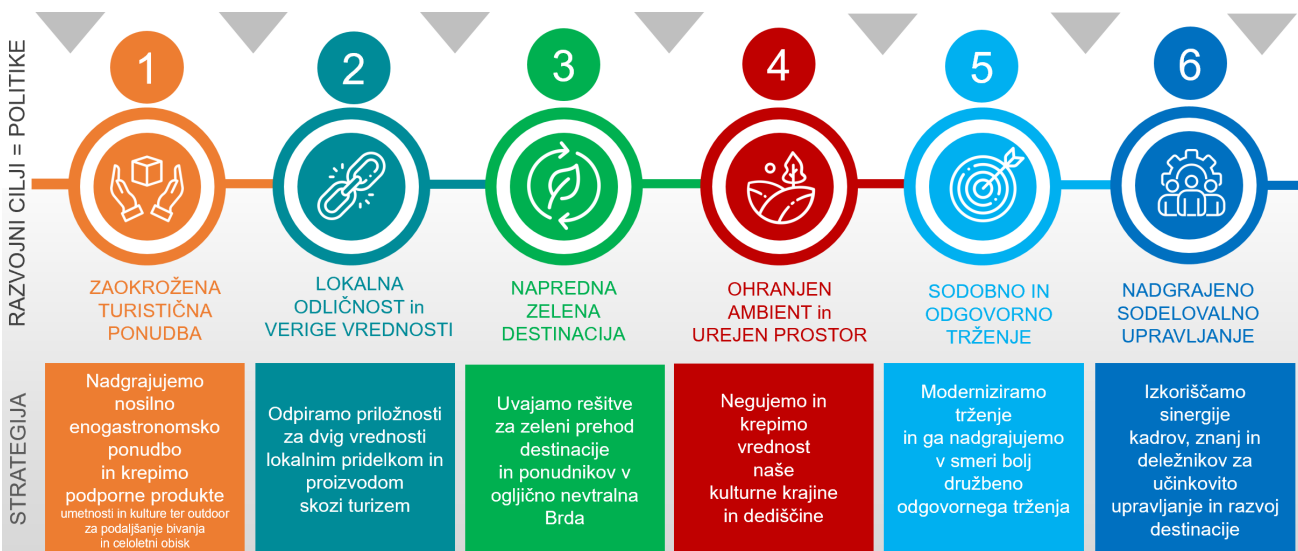 RAZVOJNI CILJI = POLITIKE
1
2
3
4
5
6
ZAOKROŽENA
TURISTIČNA
PONUDBA
LOKALNA
ODLIČNOST in
VERIGE VREDNOSTI
NAPREDNA
ZELENA
DESTINACIJA
OHRANJEN
AMBIENT in
UREJEN PROSTOR
SODOBNO IN
ODGOVORNO
TRŽENJE
NADGRAJENO
SODELOVALNO
UPRAVLJANJE
STRATEGIJA
Nadgrajujemo
nosilno
enogastronomsko
ponudbo
in krepimo
podporne produkte
umetnosti in kulture ter outdoor
za podaljšanje bivanja
in celoletni obisk
Odpiramo priložnosti
za dvig vrednosti
lokalnim pridelkom in
proizvodom
skozi turizem
Uvajamo rešitve
za zeleni prehod
destinacije
in ponudnikov v
ogljično nevtralna
Brda
Negujemo in
krepimo
vrednost
naše
kulturne krajine
in dediščine
Moderniziramo
trženje
in ga nadgrajujemo
v smeri bolj
družbeno
odgovornega trženja
Izkoriščamo
sinergije
kadrov, znanj in
deležnikov za
učinkovito
upravljanje in razvoj
destinacije